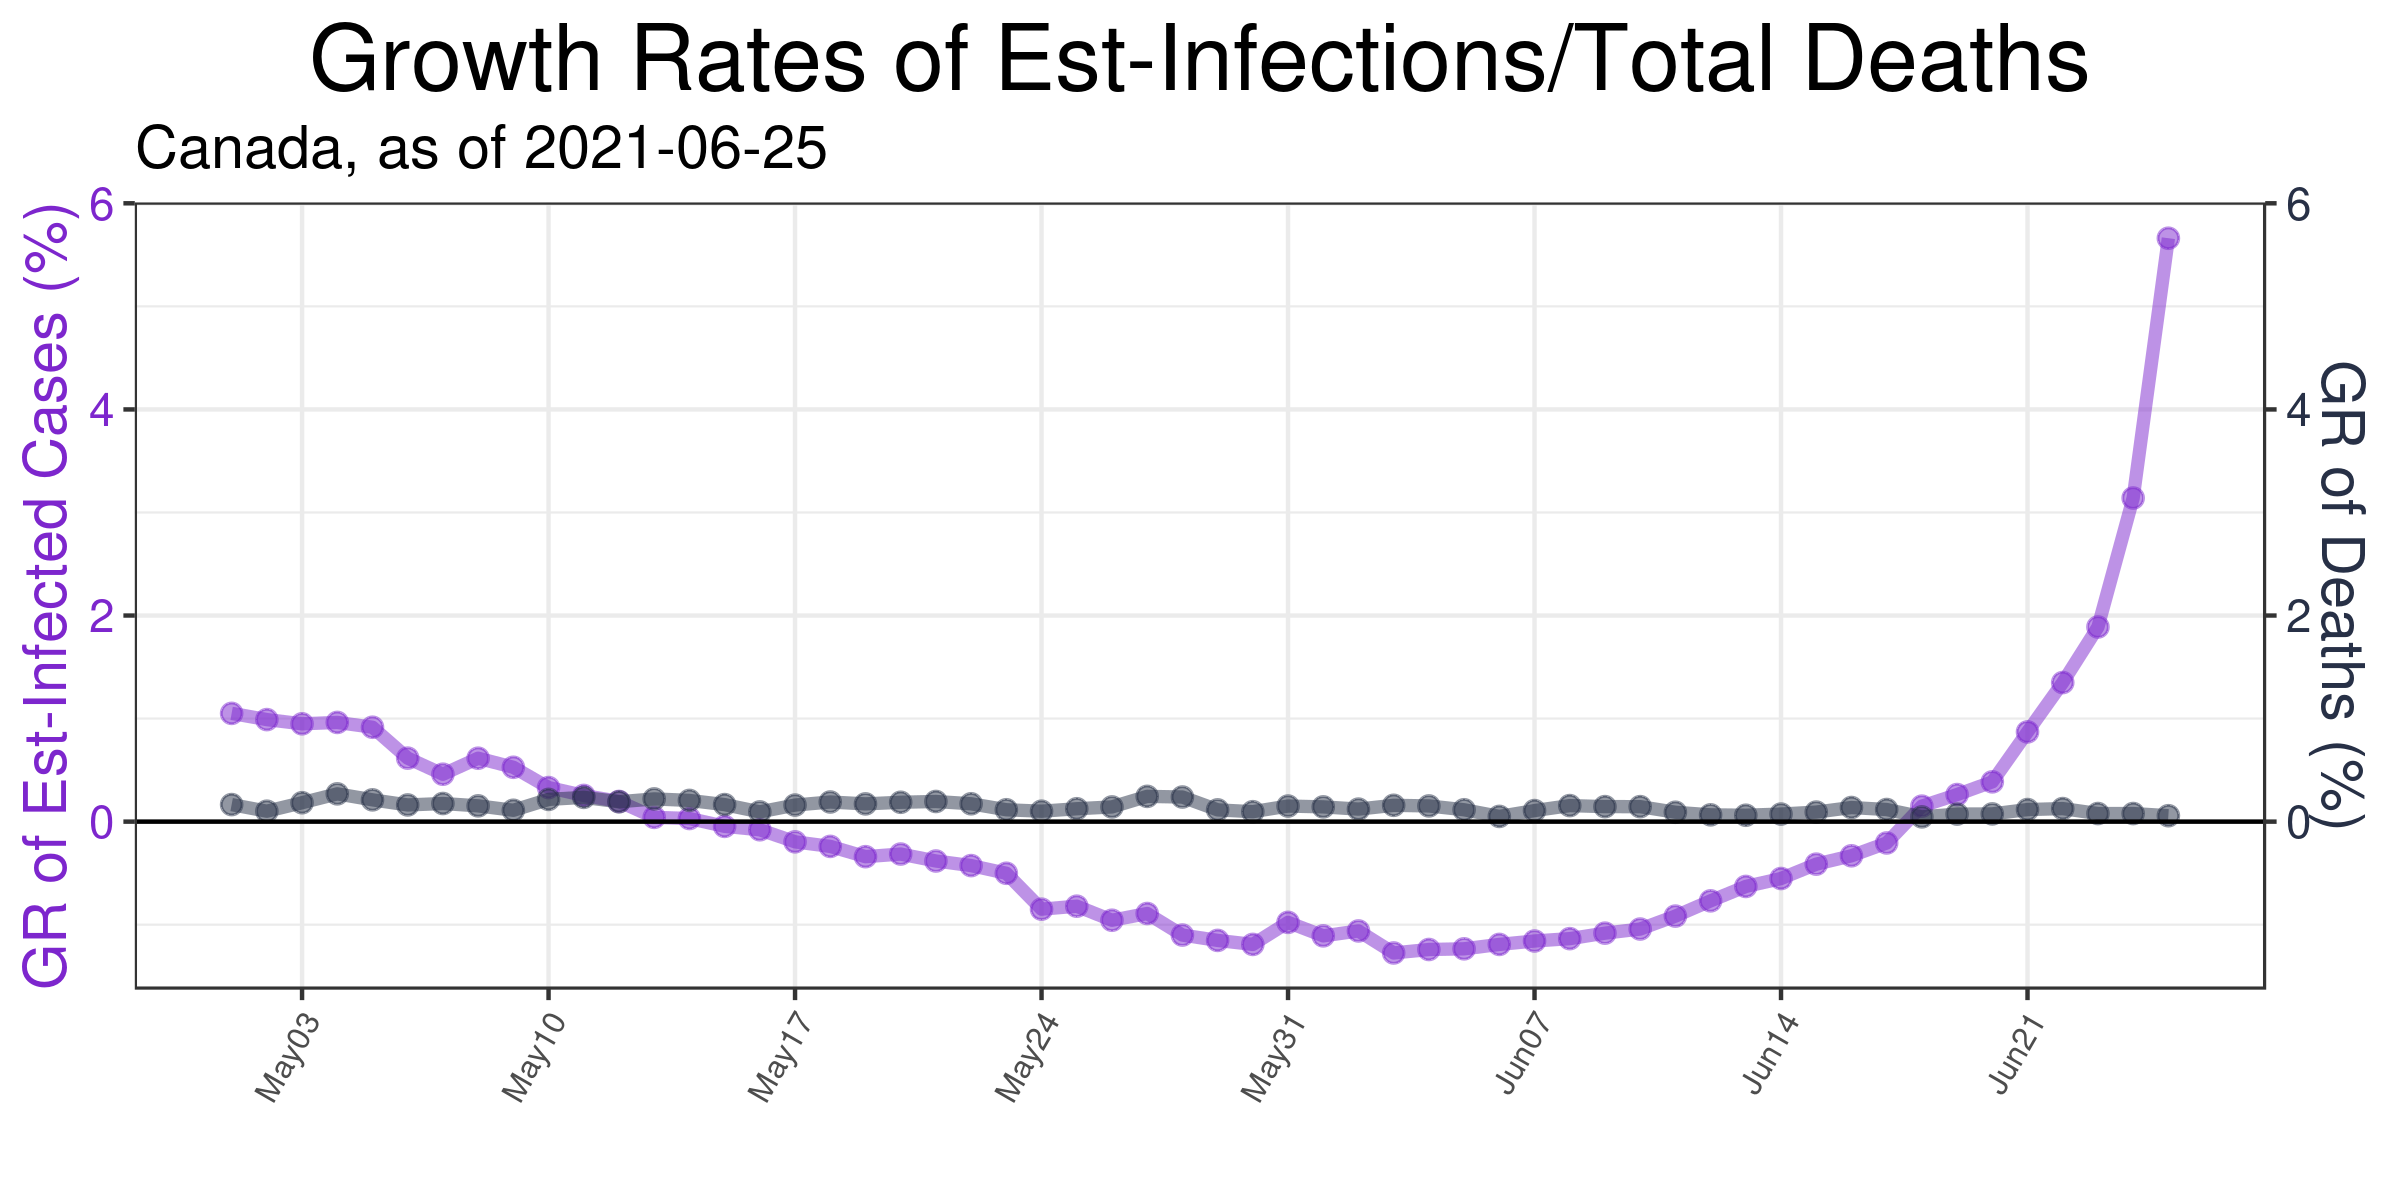 Growth Rates of Est-Infections/Total Deaths
Canada, as of 2021-06-25
GR of Est-Infected Cases (%)
6
4
2
0
6
4
2
0
GR of Deaths (%)
May03
May10
May17
May24
May31
Jun07
Jun14
Jun21